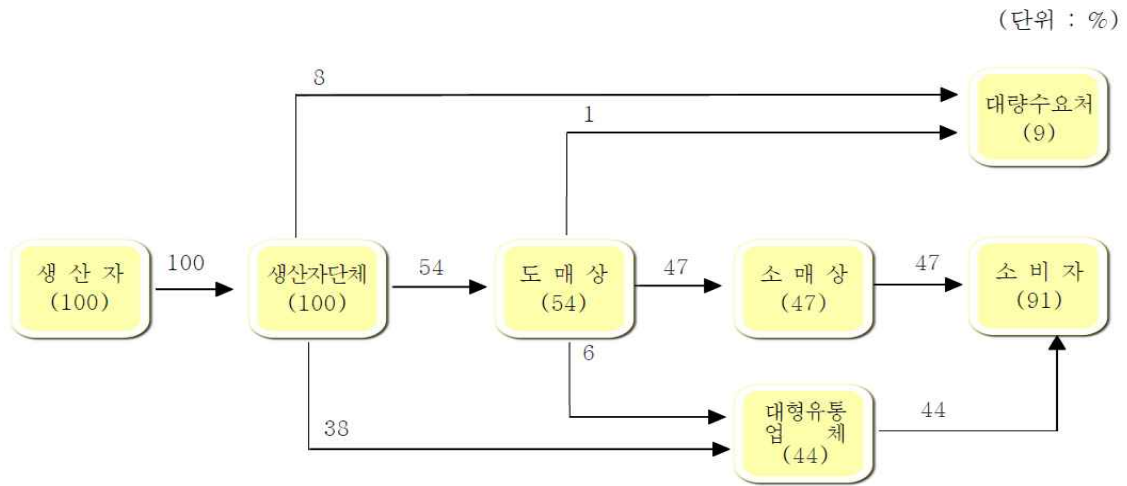 (단위 : %)
8
대량수요처
(9)
1
생 산 자
(100)
100
생산자단체
(100)
54
도 매 상
(54)
47
소 매 상
(47)
47
소 비 자
(91)
6
38
대형유통
업 체
(44)
44